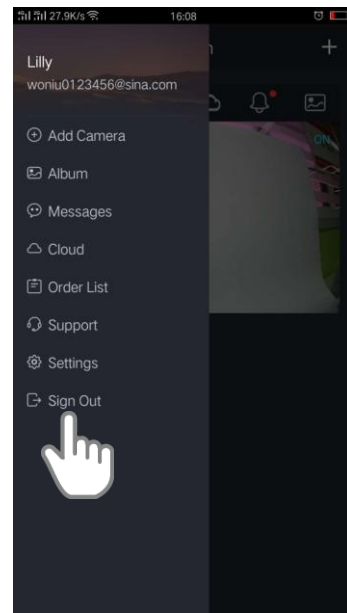 27.9K/s
16:08
Lilly
woniu0123456@sina.com
ON
Add Camera
Album
Messages
Cloud
Order List
Support
Settings
Sign Out